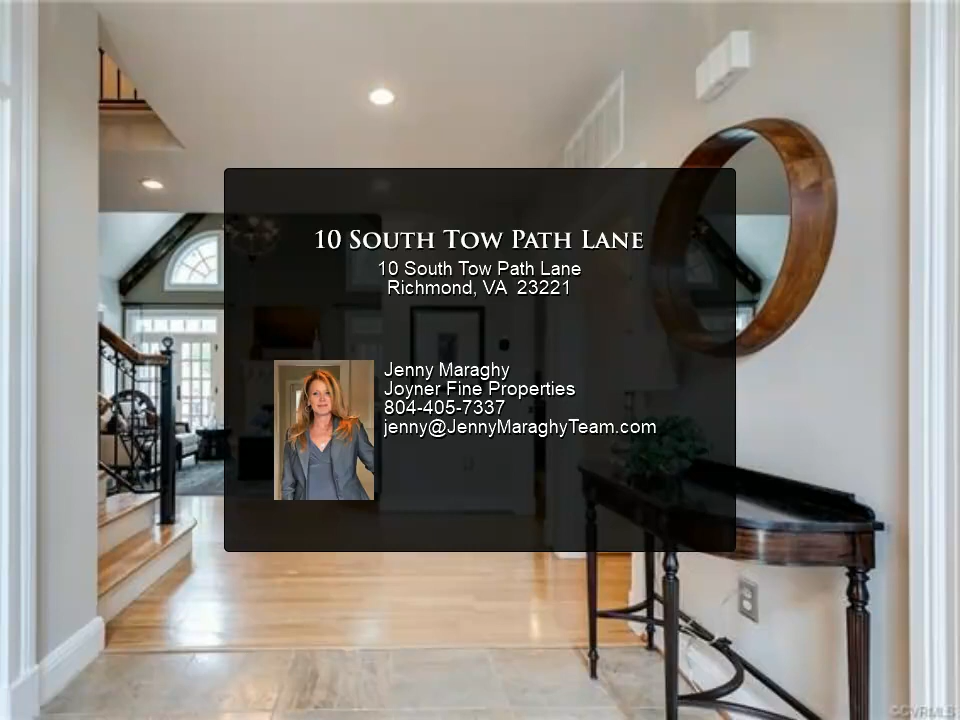 10 South Tow Path Lane
10 South Tow Path Lane
Richmond, VA  23221
Jenny Maraghy
Joyner Fine Properties
804-405-7337
jenny@JennyMaraghyTeam.com
©CVRMLS